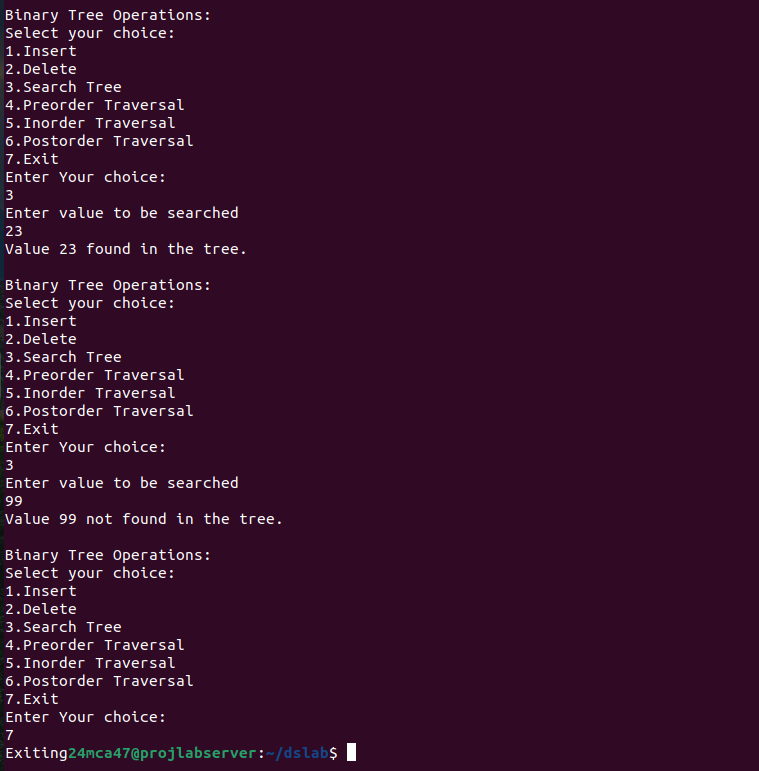 Binary Tree Operations:
Select your choice:
1.Insert
2.Delete
3.Search Tree
4.Preorder Traversal
5.Inorder Traversal
6.Postorder Traversal
7.Exit
Enter Your choice:
3
Enter value to be searched
23
Value 23 found in the tree.

Binary Tree Operations:
Select your choice:
1.Insert
2.Delete
3.Search Tree
4.Preorder Traversal
5.Inorder Traversal
6.Postorder Traversal
7.Exit
Enter Your choice:
3
Enter value to be searched
99
Value 99 not found in the tree.

Binary Tree Operations:
Select your choice:
1.Insert
2.Delete
3.Search Tree
4.Preorder Traversal
5.Inorder Traversal
6.Postorder Traversal
7.Exit
Enter Your choice:
7
Exiting24mca47@projlabserver:~/dslab$